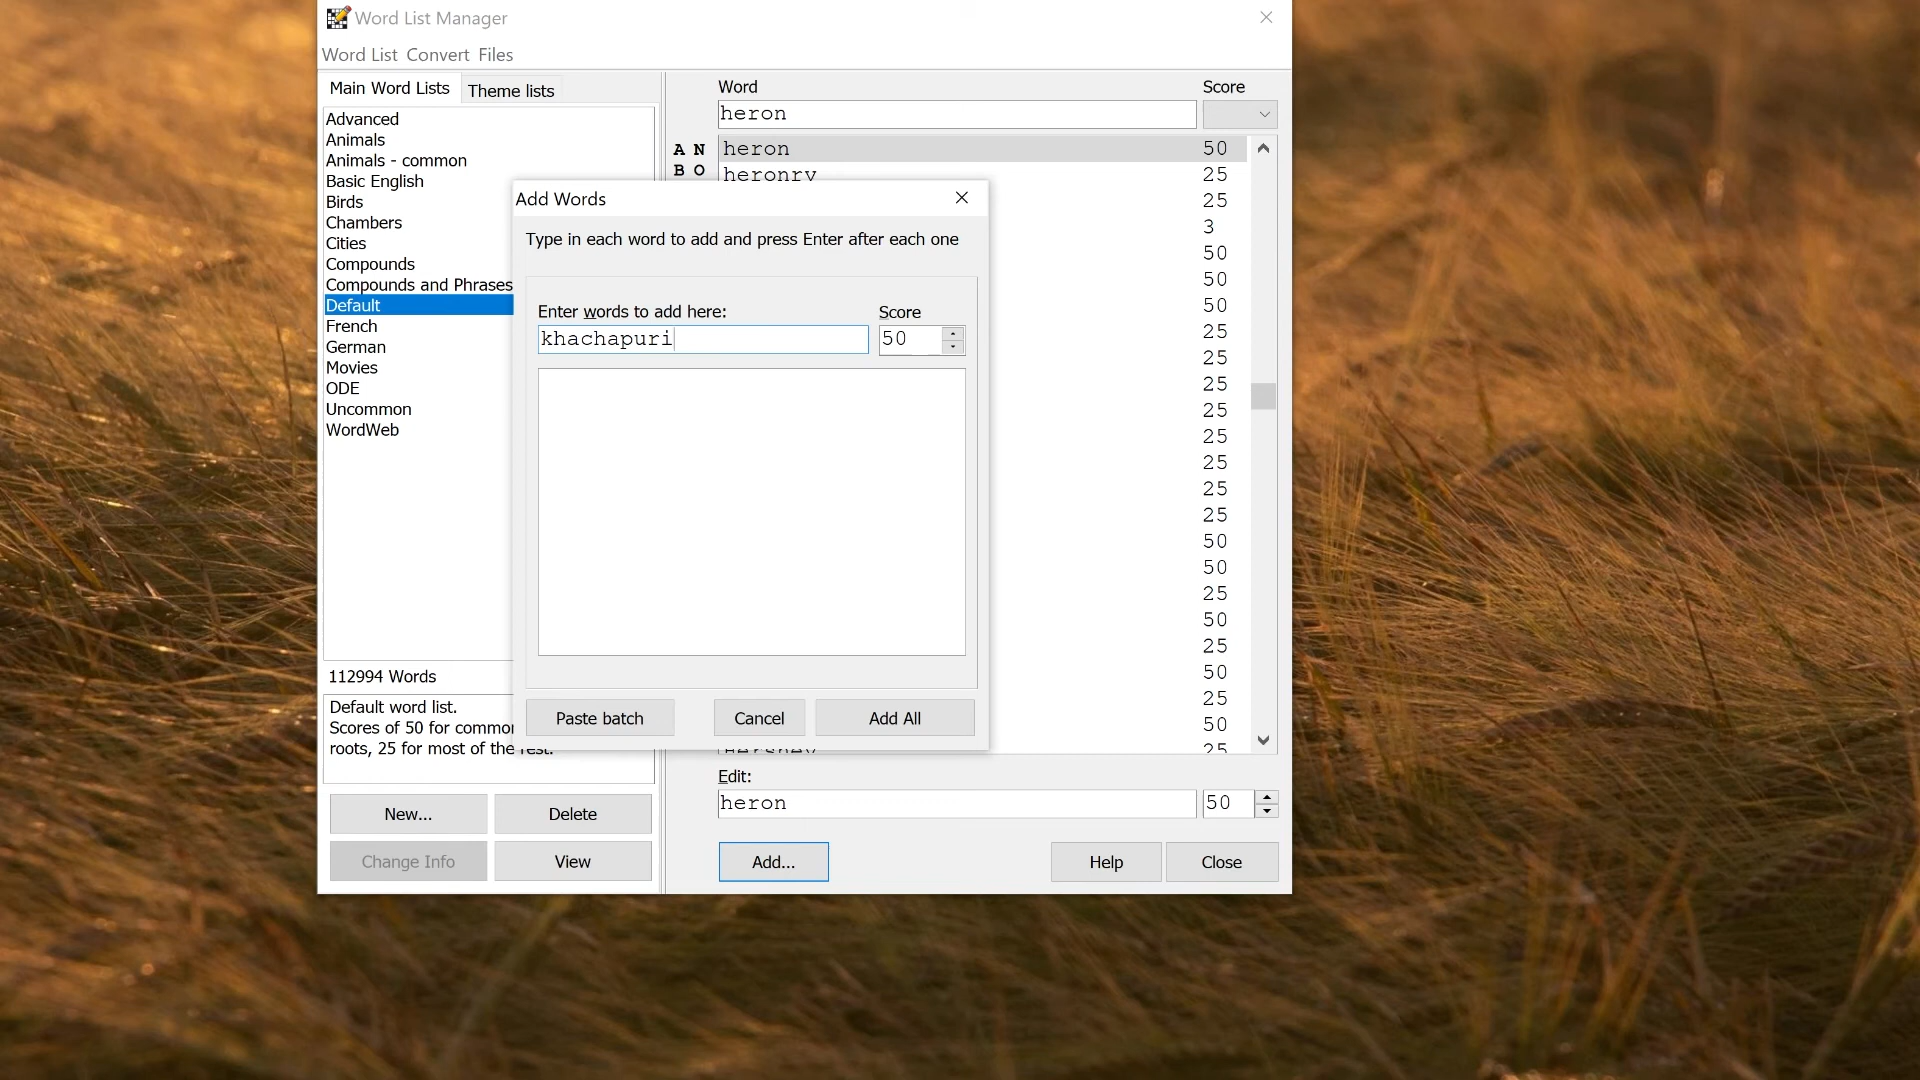 Word List Manager
Word List Convert Files
Main Word Lists Theme lists
Advanced
Animals
Animals - common
Basic English
Birds
Chambers
Cities
Compounds
Compounds and Phrases
Default
French
German
Movies
ODE
Uncommon
WordWeb
112994 Words
Default word list.
Scores of 50 for common
roots, 25 for most of the rest.
New... Delete
Change Info View
Word Score
heron
A N
B O
heron 50
heronry 25
25
3
50
50
50
25
25
25
25
25
25
25
25
50
50
25
50
25
50
25
50
Hershey 25
Add Words
Type in each word to add and press Enter after each one
Enter words to add here: Score
khachapuri 50
Paste batch Cancel Add All
Edit:
heron 50
Add... Help Close